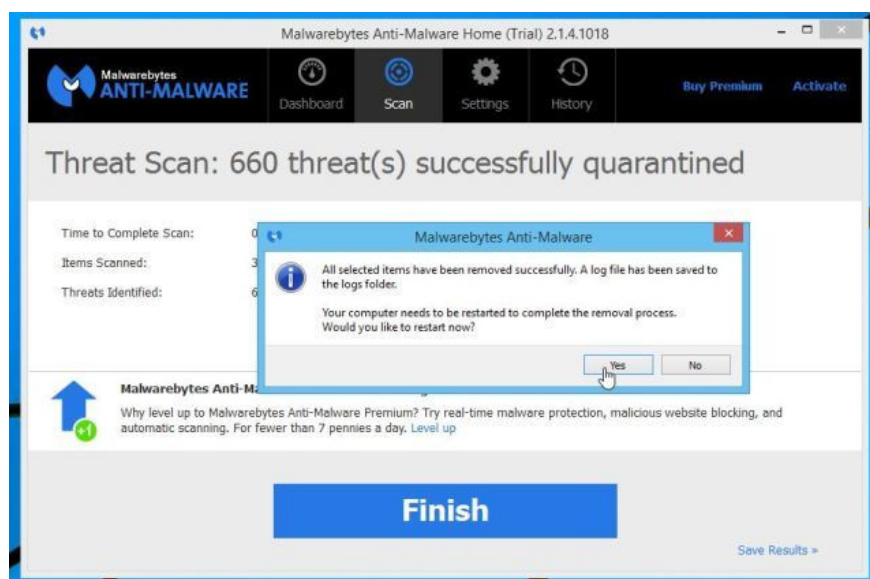 Malwarebytes Anti-Malware Home (Trial) 2.1.4.1018
Malwarebytes
ANTI-MALWARE
Dashboard
Scan
Settings
History
Buy Premium
Activate
Threat Scan: 660 threat(s) successfully quarantined
Time to Complete Scan:
Items Scanned:
Threats Identified:
Malwarebytes Anti-Malware
All selected items have been removed successfully. A log file has been saved to
the logs folder.
Your computer needs to be restarted to complete the removal process.
Would you like to restart now?
Yes
No
Malwarebytes Anti-Ma
Why level up to Malwarebytes Anti-Malware Premium? Try real-time malware protection, malicious website blocking, and
automatic scanning. For fewer than 7 pennies a day. Level up
+1
Finish
Save Results »